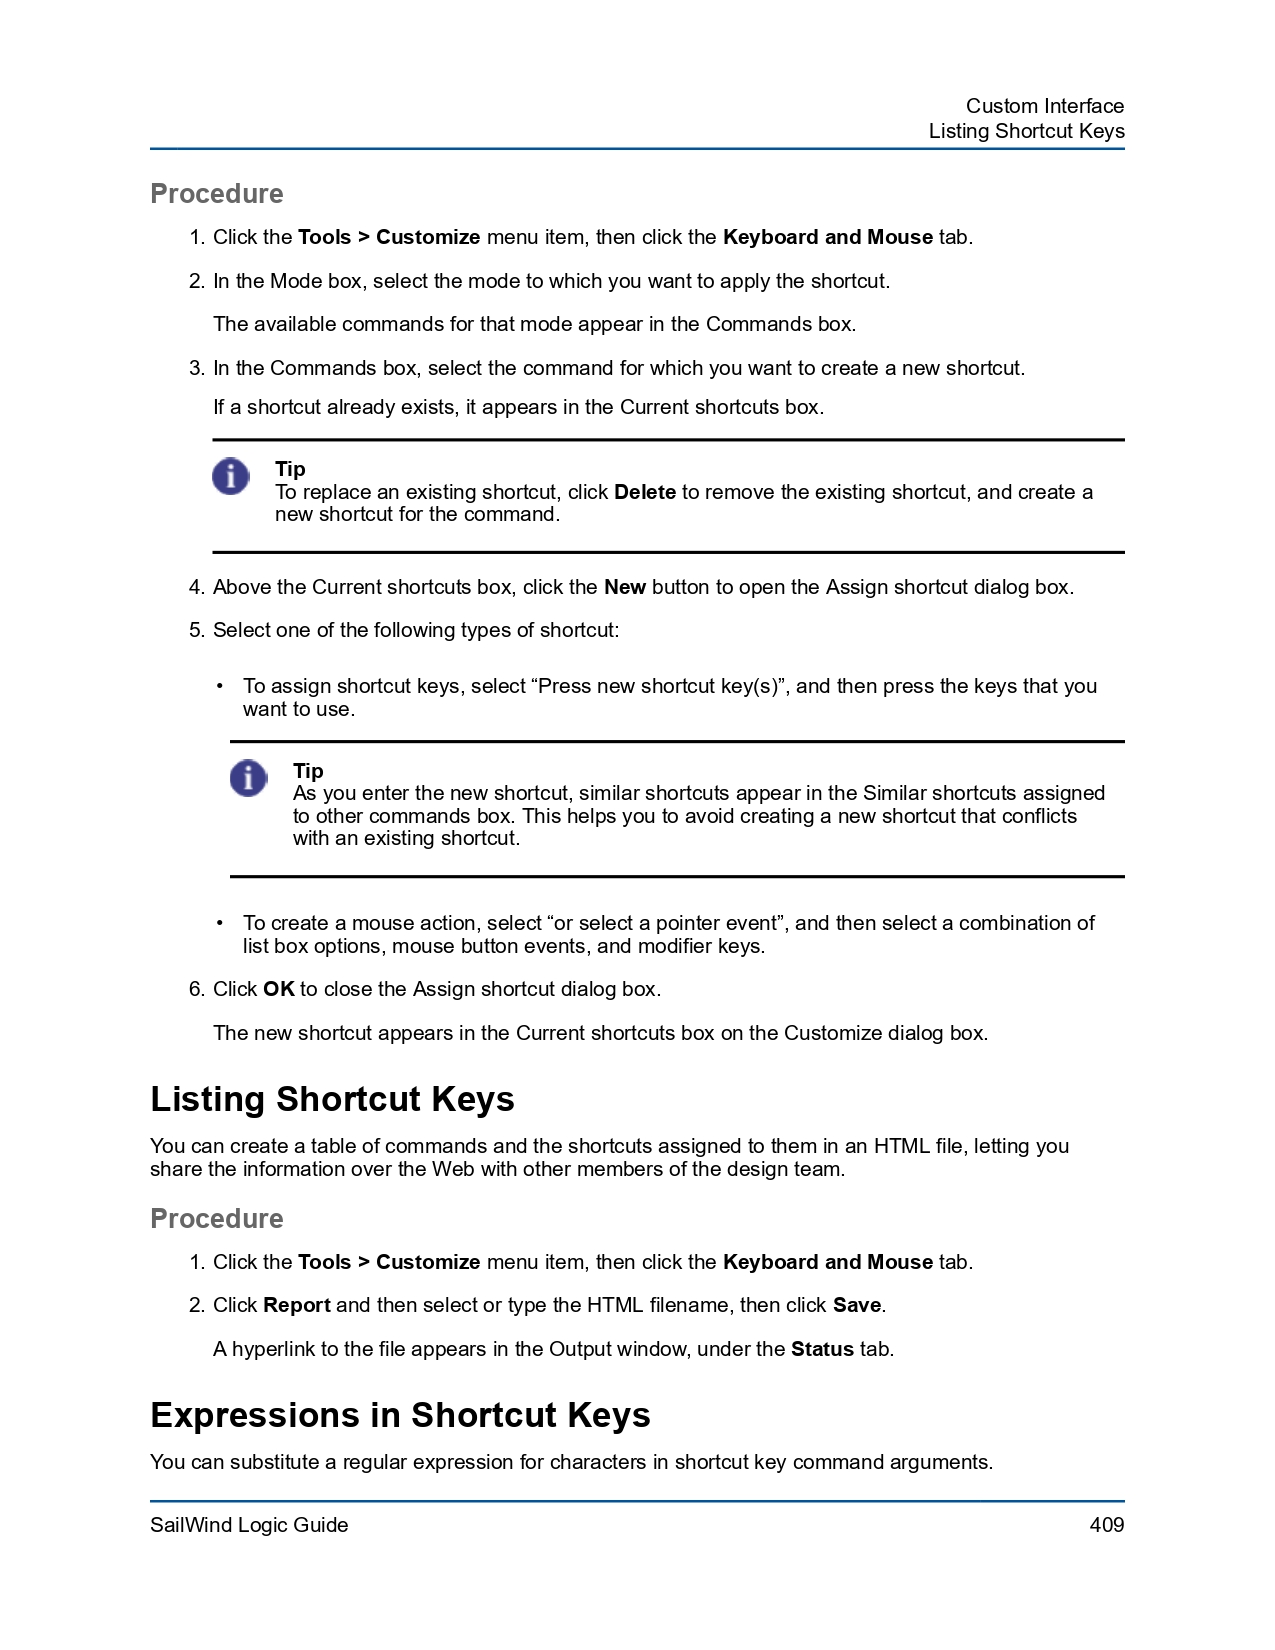 Custom Interface
Listing Shortcut Keys
Procedure
1. Click the Tools > Customize menu item, then click the Keyboard and Mouse tab.
2. In the Mode box, select the mode to which you want to apply the shortcut.
The available commands for that mode appear in the Commands box.
3. In the Commands box, select the command for which you want to create a new shortcut.
If a shortcut already exists, it appears in the Current shortcuts box.
Tip
To replace an existing shortcut, click Delete to remove the existing shortcut, and create a
new shortcut for the command.
4. Above the Current shortcuts box, click the New button to open the Assign shortcut dialog box.
5. Select one of the following types of shortcut:
• To assign shortcut keys, select “Press new shortcut key(s)”, and then press the keys that you
want to use.
Tip
As you enter the new shortcut, similar shortcuts appear in the Similar shortcuts assigned
to other commands box. This helps you to avoid creating a new shortcut that conflicts
with an existing shortcut.
• To create a mouse action, select “or select a pointer event”, and then select a combination of
list box options, mouse button events, and modifier keys.
6. Click OK to close the Assign shortcut dialog box.
The new shortcut appears in the Current shortcuts box on the Customize dialog box.
Listing Shortcut Keys
You can create a table of commands and the shortcuts assigned to them in an HTML file, letting you
share the information over the Web with other members of the design team.
Procedure
1. Click the Tools > Customize menu item, then click the Keyboard and Mouse tab.
2. Click Report and then select or type the HTML filename, then click Save.
A hyperlink to the file appears in the Output window, under the Status tab.
Expressions in Shortcut Keys
You can substitute a regular expression for characters in shortcut key command arguments.
SailWind Logic Guide
409